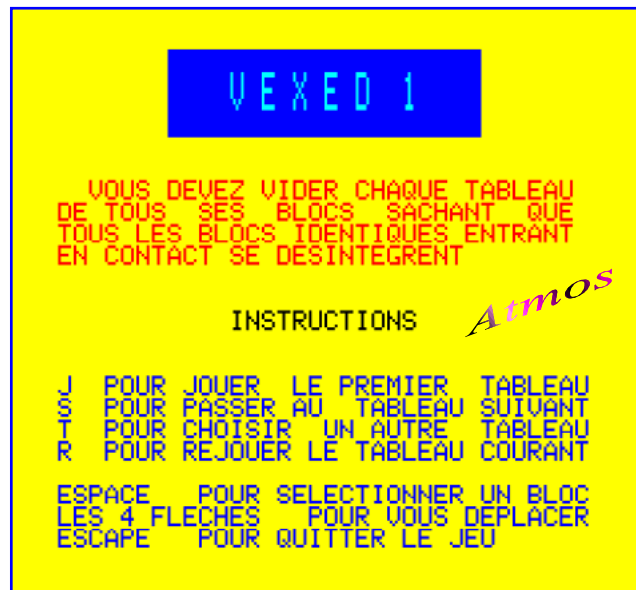 VEXED 1
VOUS DEVEZ VIDER CHAQUE TABLEAU
DE TOUS SES BLOCS SACHANT QUE
TOUS LES BLOCS IDENTIQUES ENTRANT
EN CONTACT SE DESINTEGRENT
Atmos
INSTRUCTIONS
J POUR JOUER LE PREMIER TABLEAU
S POUR PASSER AU TABLEAU SUIVANT
T POUR CHOISIR UN AUTRE TABLEAU
R POUR REJOUER LE TABLEAU COURANT
ESPACE POUR SELECTIONNER UN BLOC
LES 4 FLECHES POUR VOUS DEPLACER
ESCAPE POUR QUITTER LE JEU